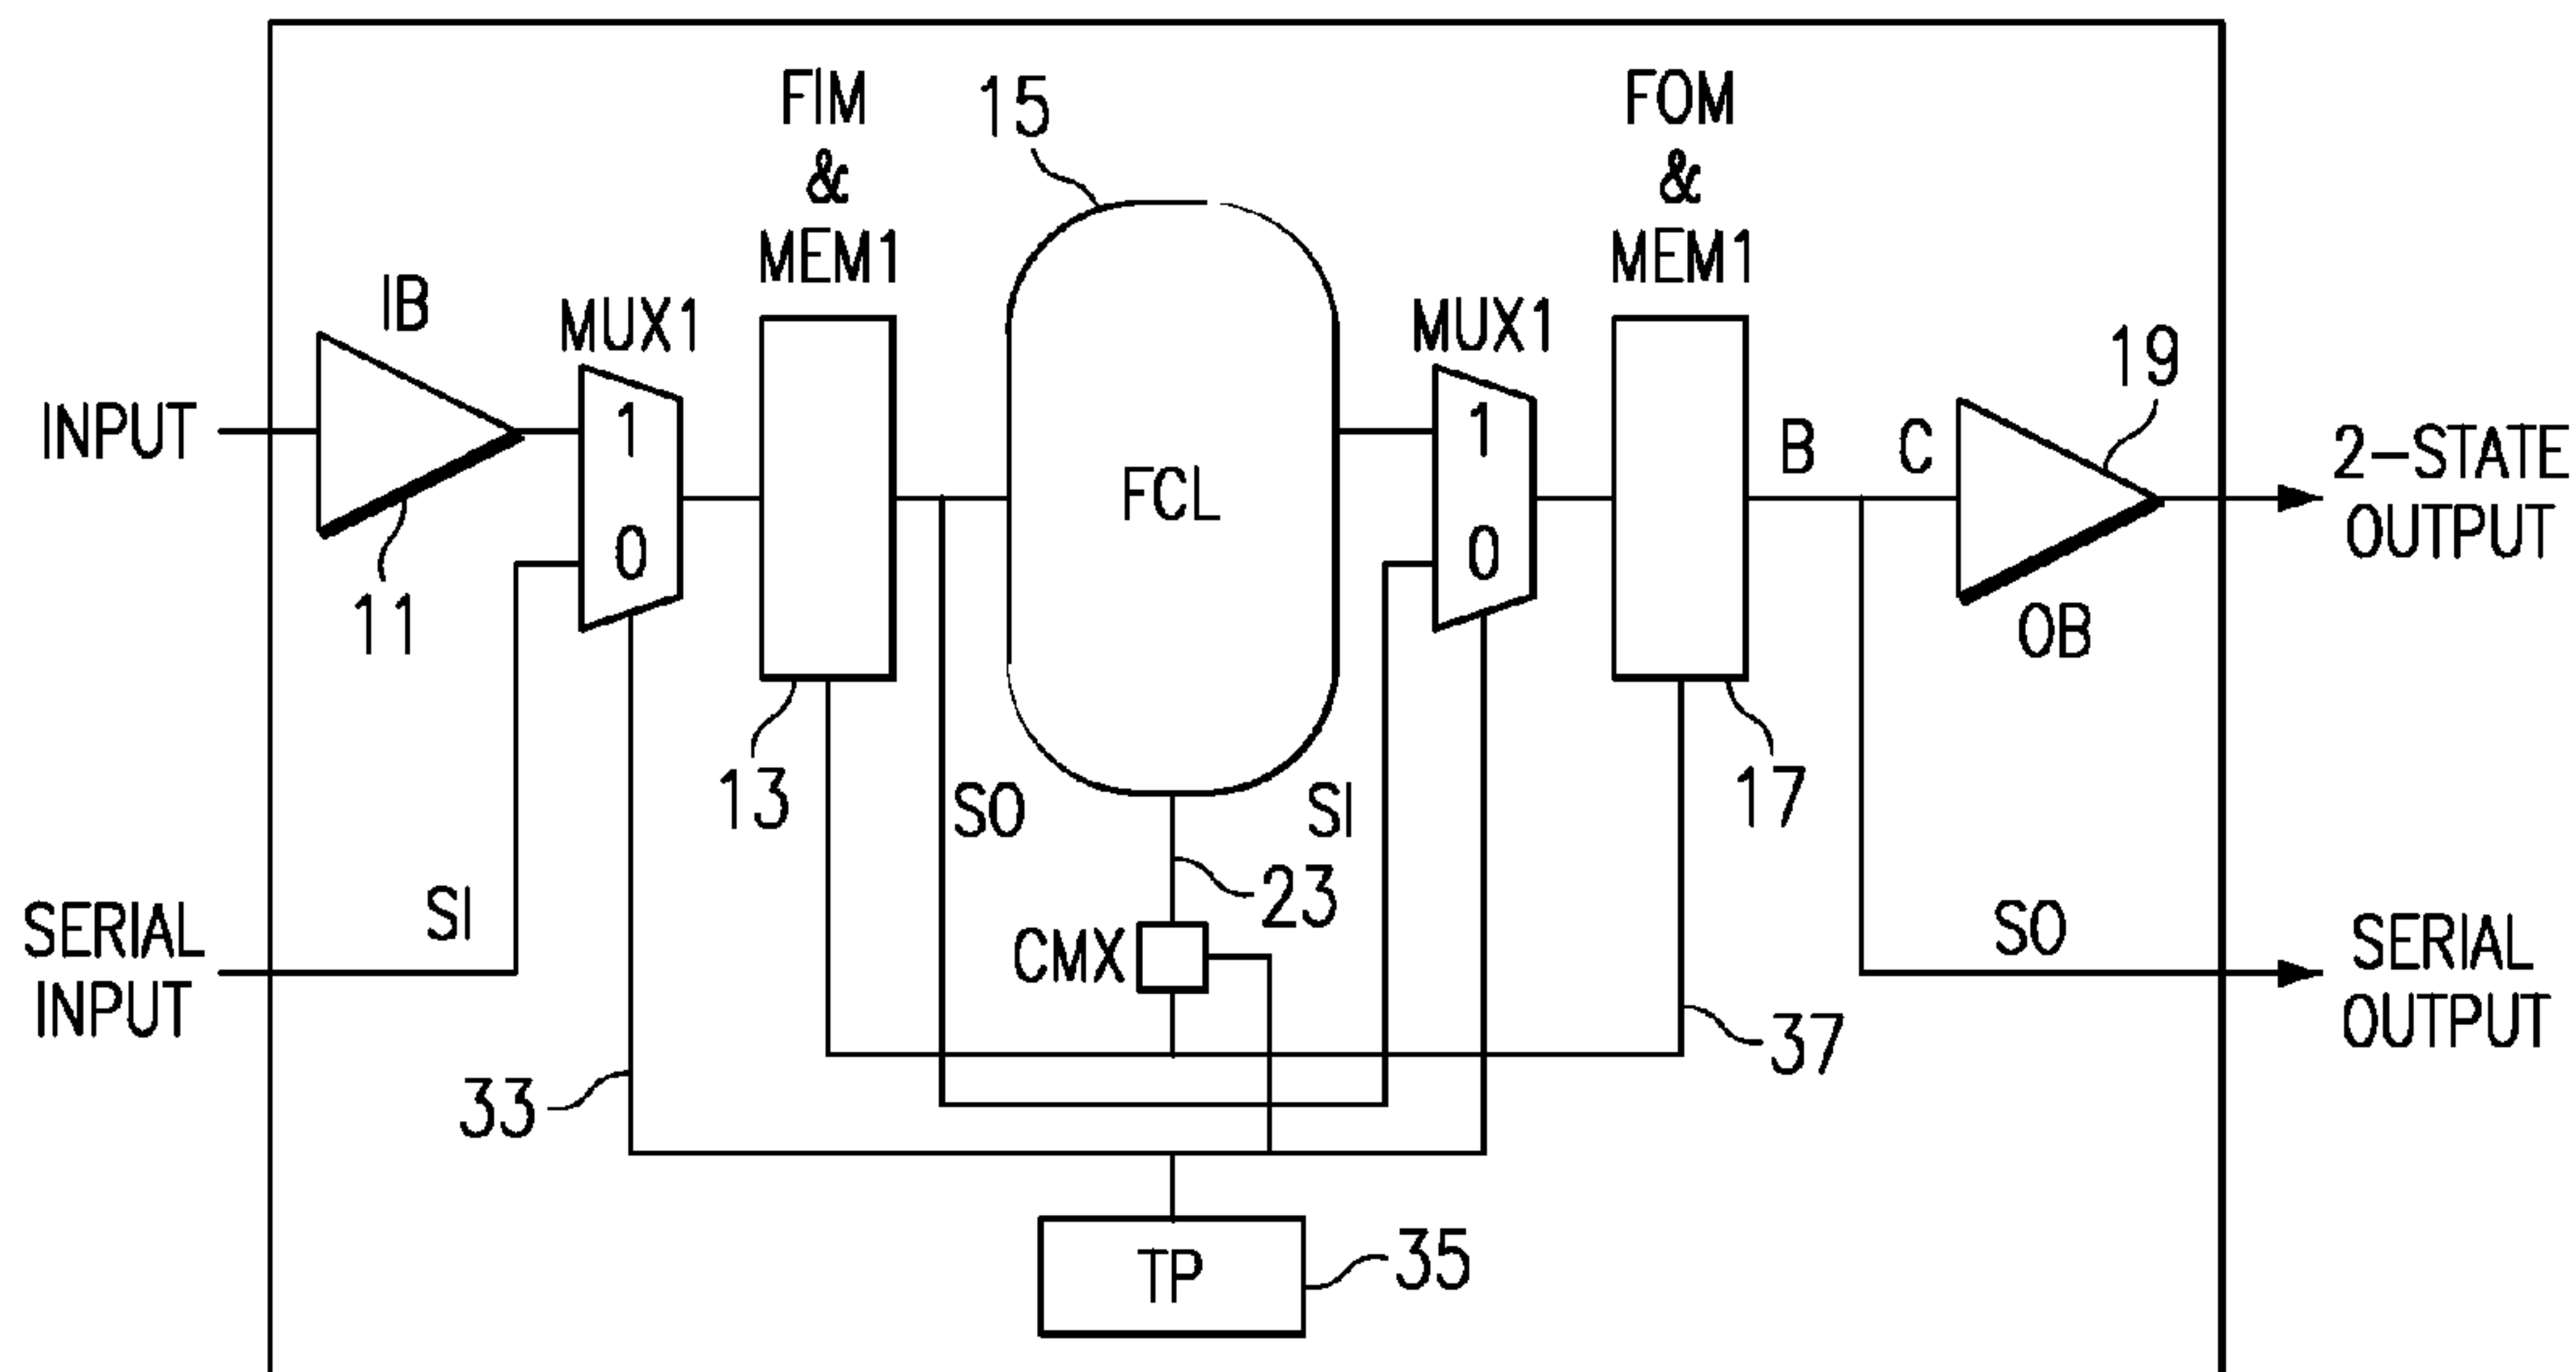 FIM
&
MEM1
15
FOM
&
MEM1
IB
MUX1
MUX1
19
INPUT
1
0
FCL
1
0
B
C
2-STATE
OUTPUT
11
OB
13
SO
SI
17
23
SERIAL
INPUT
SI
CMX
SO
SERIAL
OUTPUT
33
37
TP
35